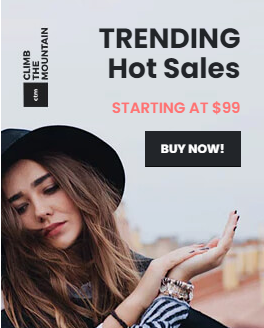 CLIMB
THE
MOUNTAIN
ctm
TRENDING
Hot Sales
STARTING AT $99
BUY NOW!